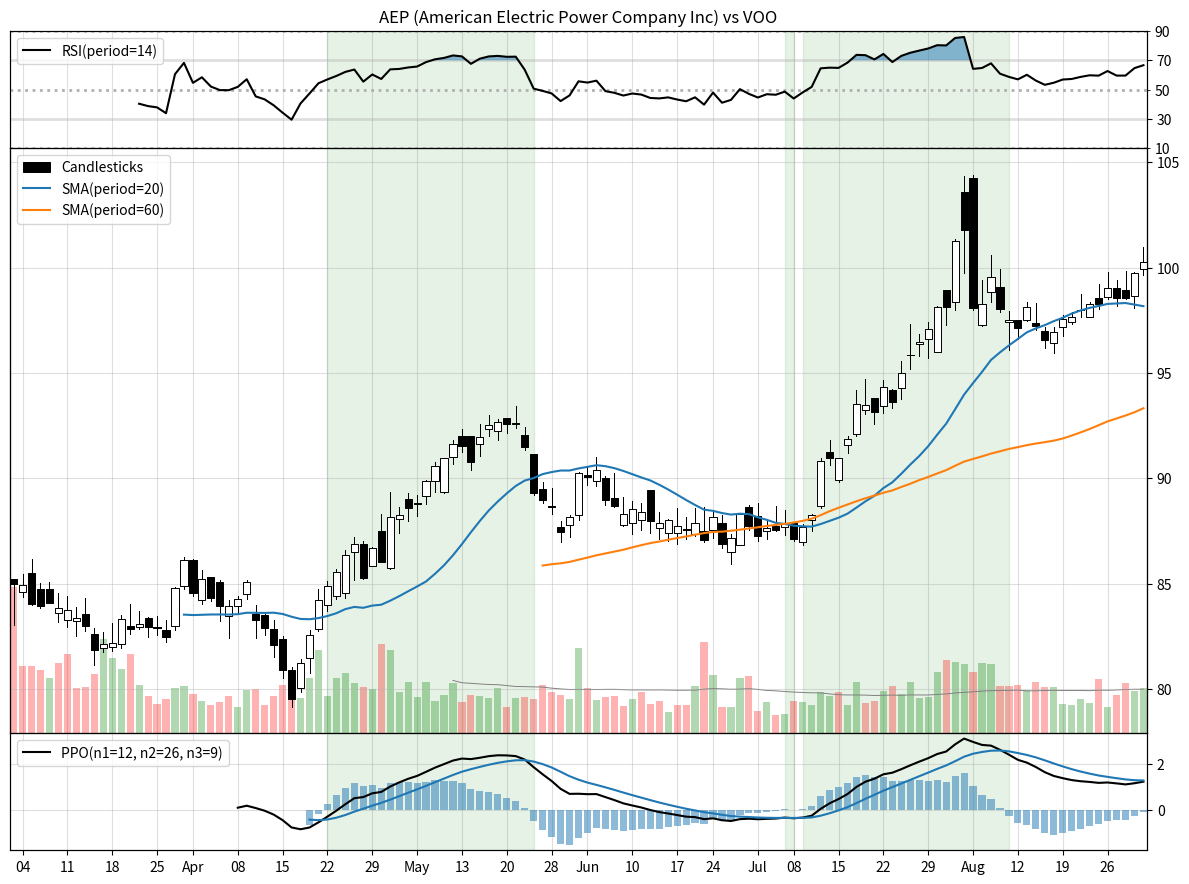 AEP (American Electric Power Company Inc) vs VOO
RSI(period=14)
90
70
50
30
10
Candlesticks
SMA(period=20)
SMA(period=60)
105
100
95
90
85
80
PPO(n1=12, n2=26, n3=9)
2
0
04 11 18 25 Apr 08 15 22 29 May 13 20 28 Jun 10 17 24 Jul 08 15 22 29 Aug 12 19 26